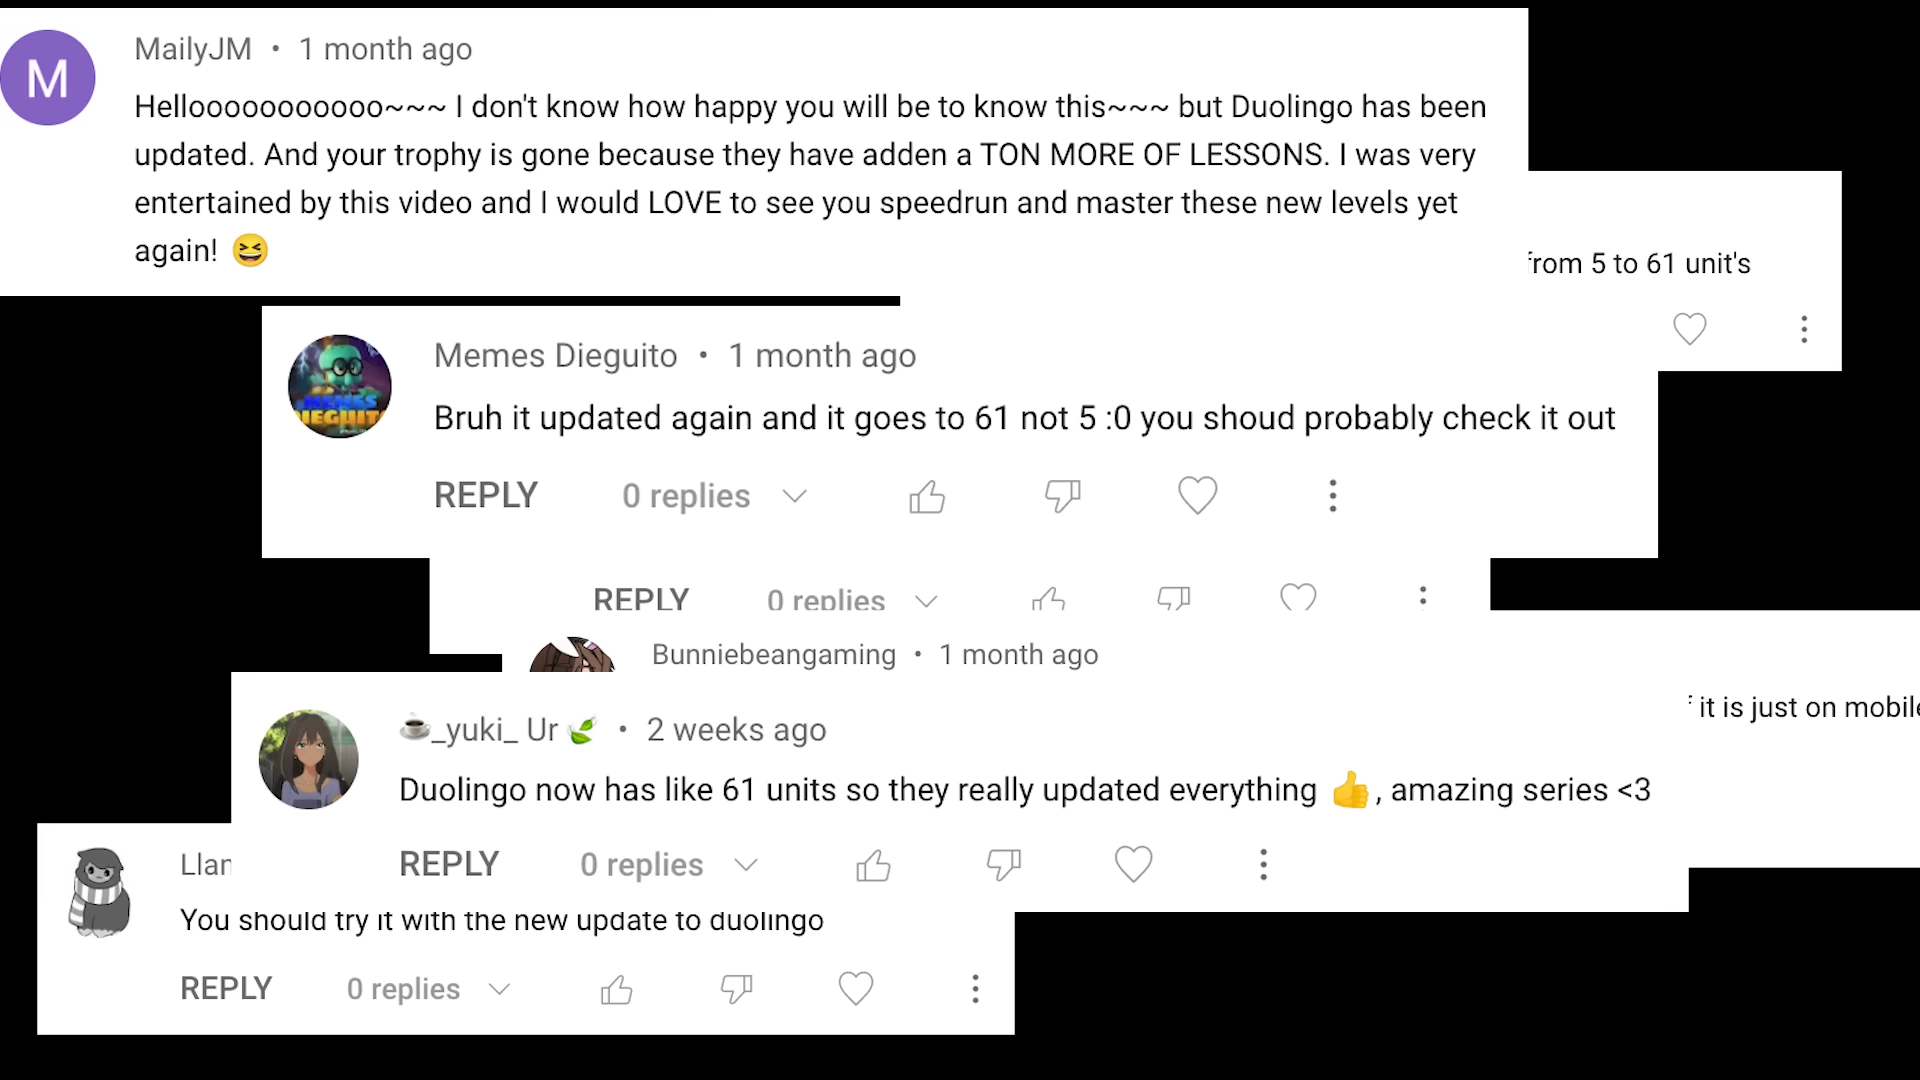 M
MailyJM • 1 month ago
Hellooooooooooo~~~ I don't know how happy you will be to know this~~~ but Duolingo has been
updated. And your trophy is gone because they have adden a TON MORE OF LESSONS. I was very
entertained by this video and I would LOVE to see you speedrun and master these new levels yet
again! 😆
from 5 to 61 unit's
Memes Dieguito • 1 month ago
MEMES
Bruh it updated again and it goes to 61 not 5 :0 you shoud probably check it out
REPLY 0 replies
REPLY 0 replies
Bunniebeangaming • 1 month ago
it is just on mobile
☕_yuki_ Ur🍃 • 2 weeks ago
Duolingo now has like 61 units so they really updated everything 👍, amazing series <3
REPLY 0 replies
Llan
You should try it with the new update to duolingo
REPLY 0 replies